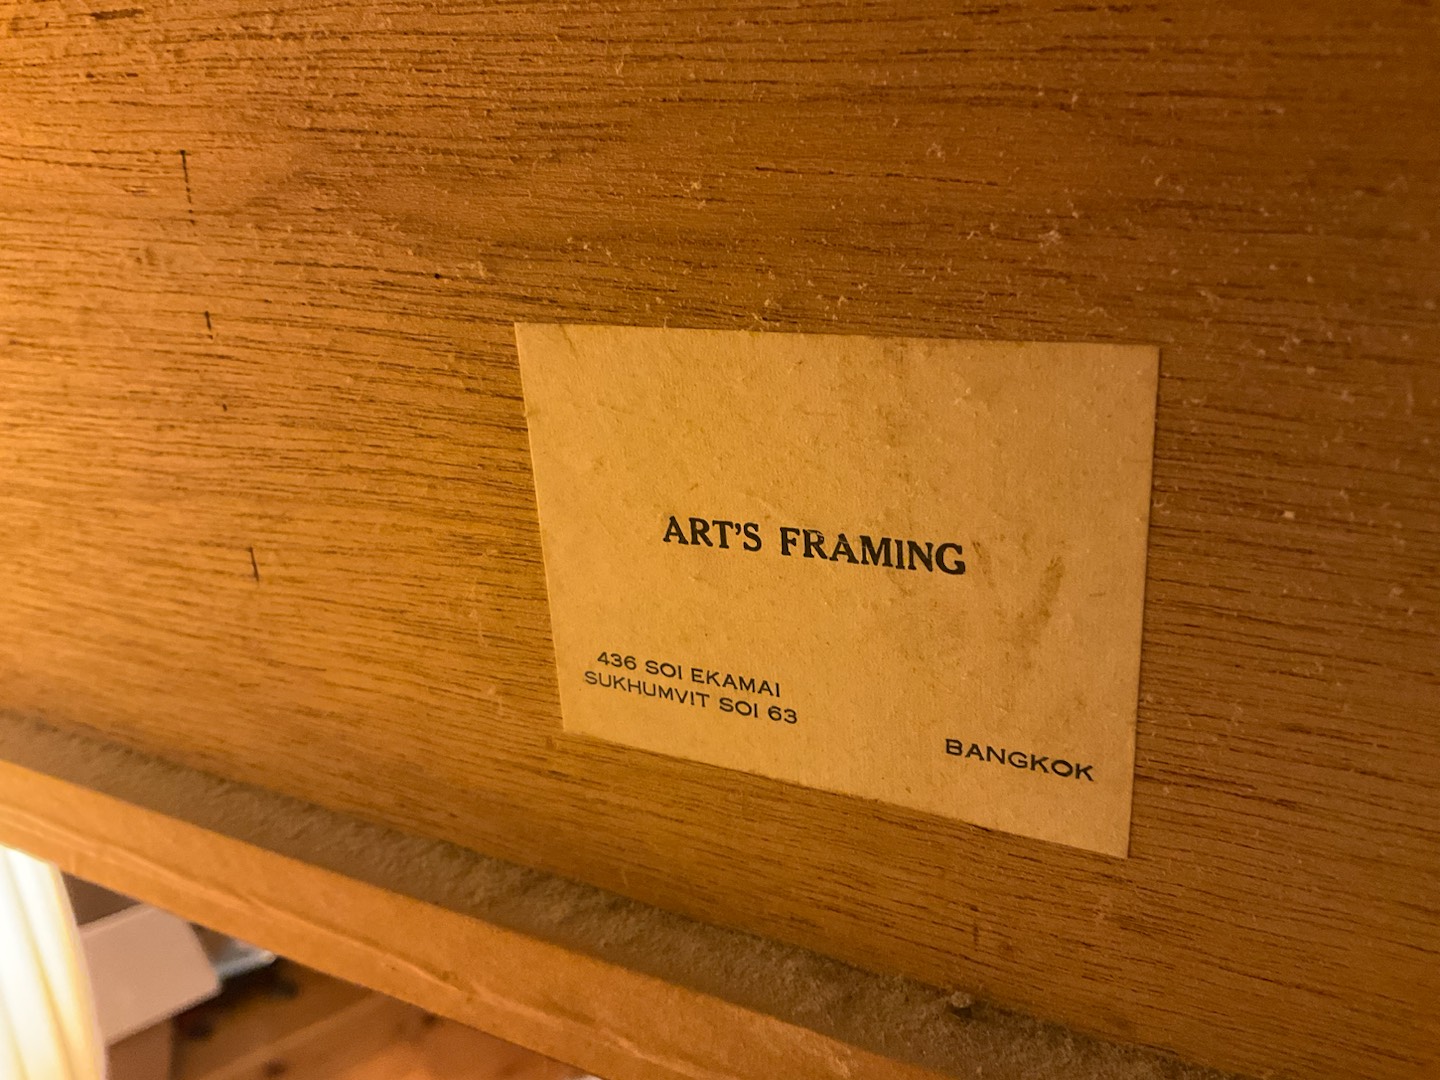 ART'S FRAMING
436 SOI EKAMAI
SUKHUMVIT SOI 63
BANGKOK